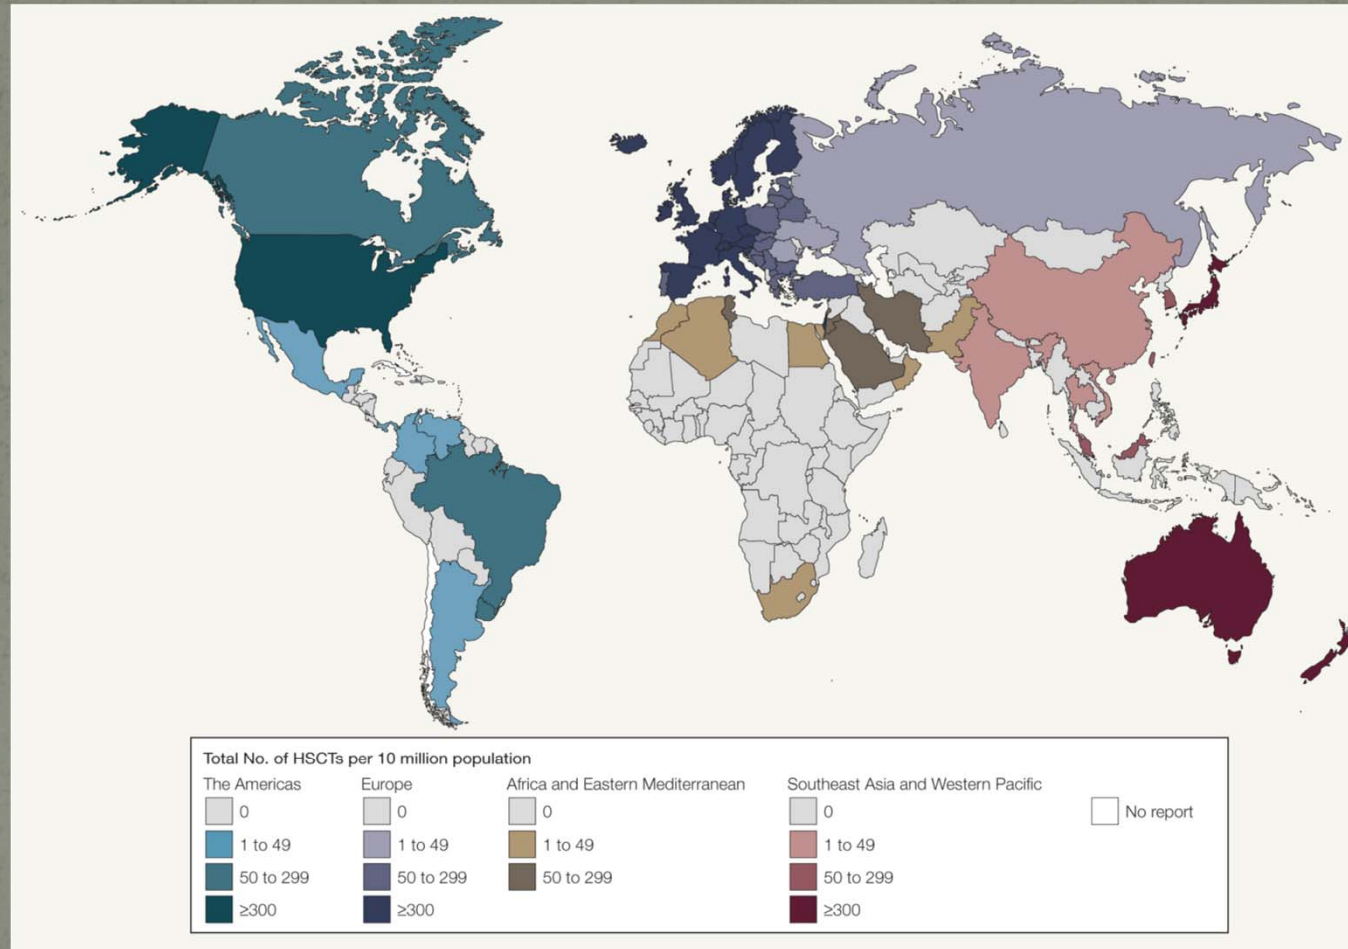 Total No. of HSCTs per 10 million population
The Americas
0
1 to 49
50 to 299
≥300
Europe
0
1 to 49
50 to 299
≥300
Africa and Eastern Mediterranean
0
1 to 49
50 to 299
Southeast Asia and Western Pacific
0
1 to 49
50 to 299
≥300
No report